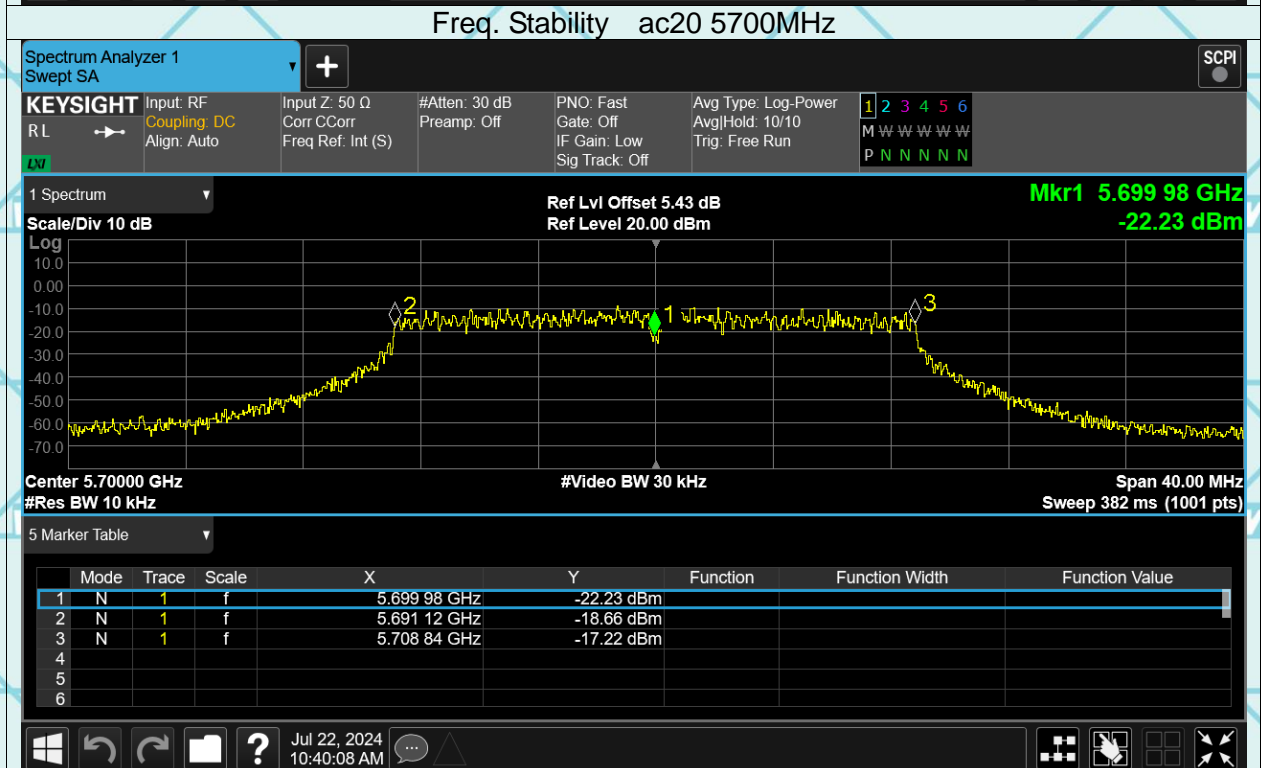 Freq. Stability ac20 5700MHz
Spectrum Analyzer 1
Swept SA
+
SCPI
KEYSIGHT
R L
LXI
Input: RF
Coupling: DC
Align: Auto
Input Z: 50 Ω
Corr CCorr
Freq Ref: Int (S)
#Atten: 30 dB
Preamp: Off
PNO: Fast
Gate: Off
IF Gain: Low
Sig Track: Off
Avg Type: Log-Power
Avg|Hold: 10/10
Trig: Free Run
1 2 3 4 5 6
M W W W W W
P N N N N N
1 Spectrum
Scale/Div 10 dB
Ref Lvl Offset 5.43 dB
Ref Level 20.00 dBm
Mkr1 5.699 98 GHz
-22.23 dBm
Log
10.0
0.00
-10.0
-20.0
-30.0
-40.0
-50.0
-60.0
-70.0
2
1
3
Center 5.70000 GHz
#Res BW 10 kHz
#Video BW 30 kHz
Span 40.00 MHz
Sweep 382 ms (1001 pts)
5 Marker Table
Mode Trace Scale X Y Function Function Width Function Value
1 N 1 f 5.699 98 GHz -22.23 dBm
2 N 1 f 5.691 12 GHz -18.66 dBm
3 N 1 f 5.708 84 GHz -17.22 dBm
4
5
6
?
Jul 22, 2024
10:40:08 AM